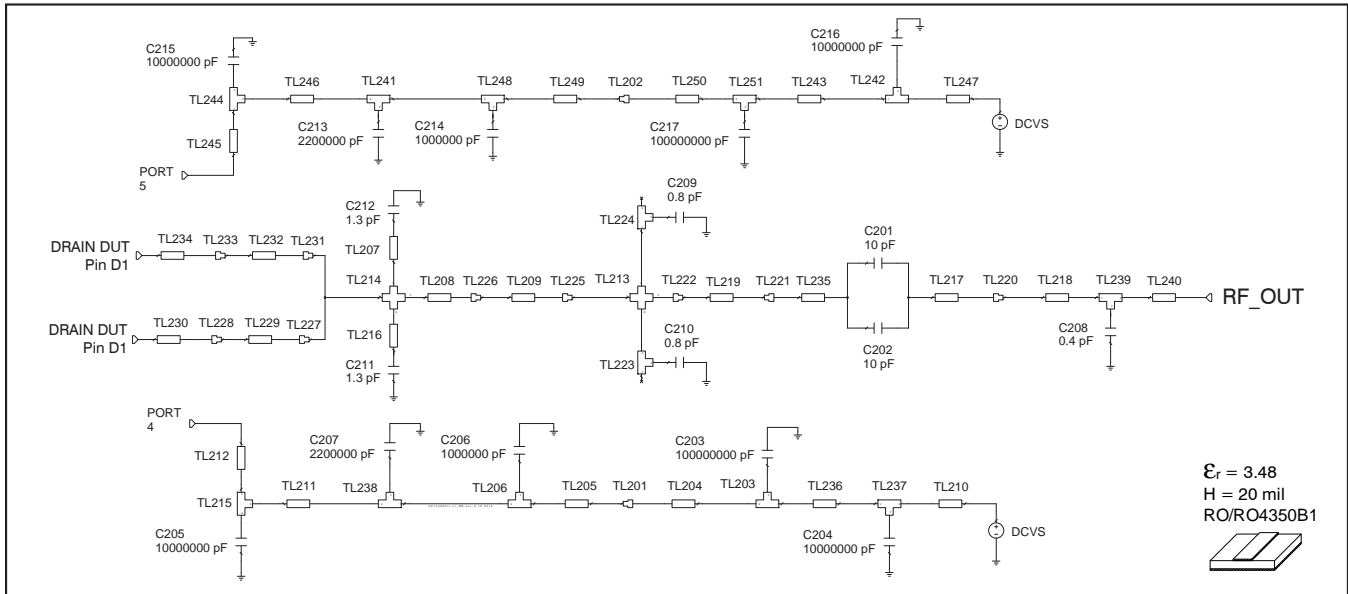 C215
10000000 pF
C216
10000000 pF
TL244
TL246
TL241
TL248
TL249
TL202
TL250
TL251
TL243
TL242
TL247
C213
2200000 pF
C214
1000000 pF
C217
100000000 pF
DCVS
TL245
PORT
5
C212
1.3 pF
C209
0.8 pF
TL224
C201
10 pF
DRAIN DUT
Pin D1
TL234
TL233
TL232
TL231
TL207
TL214
TL208
TL226
TL209
TL225
TL213
TL222
TL219
TL221
TL235
TL217
TL220
TL218
TL239
TL240
RF_OUT
DRAIN DUT
Pin D1
TL230
TL228
TL229
TL227
TL216
C211
1.3 pF
C210
0.8 pF
TL223
C202
10 pF
C208
0.4 pF
PORT
4
TL212
C207
2200000 pF
C206
1000000 pF
C203
100000000 pF
TL215
TL211
TL238
TL206
TL205
TL201
TL204
TL203
TL236
TL237
TL210
C205
10000000 pF
C204
10000000 pF
DCVS
εr = 3.48
H = 20 mil
RO/RO4350B1